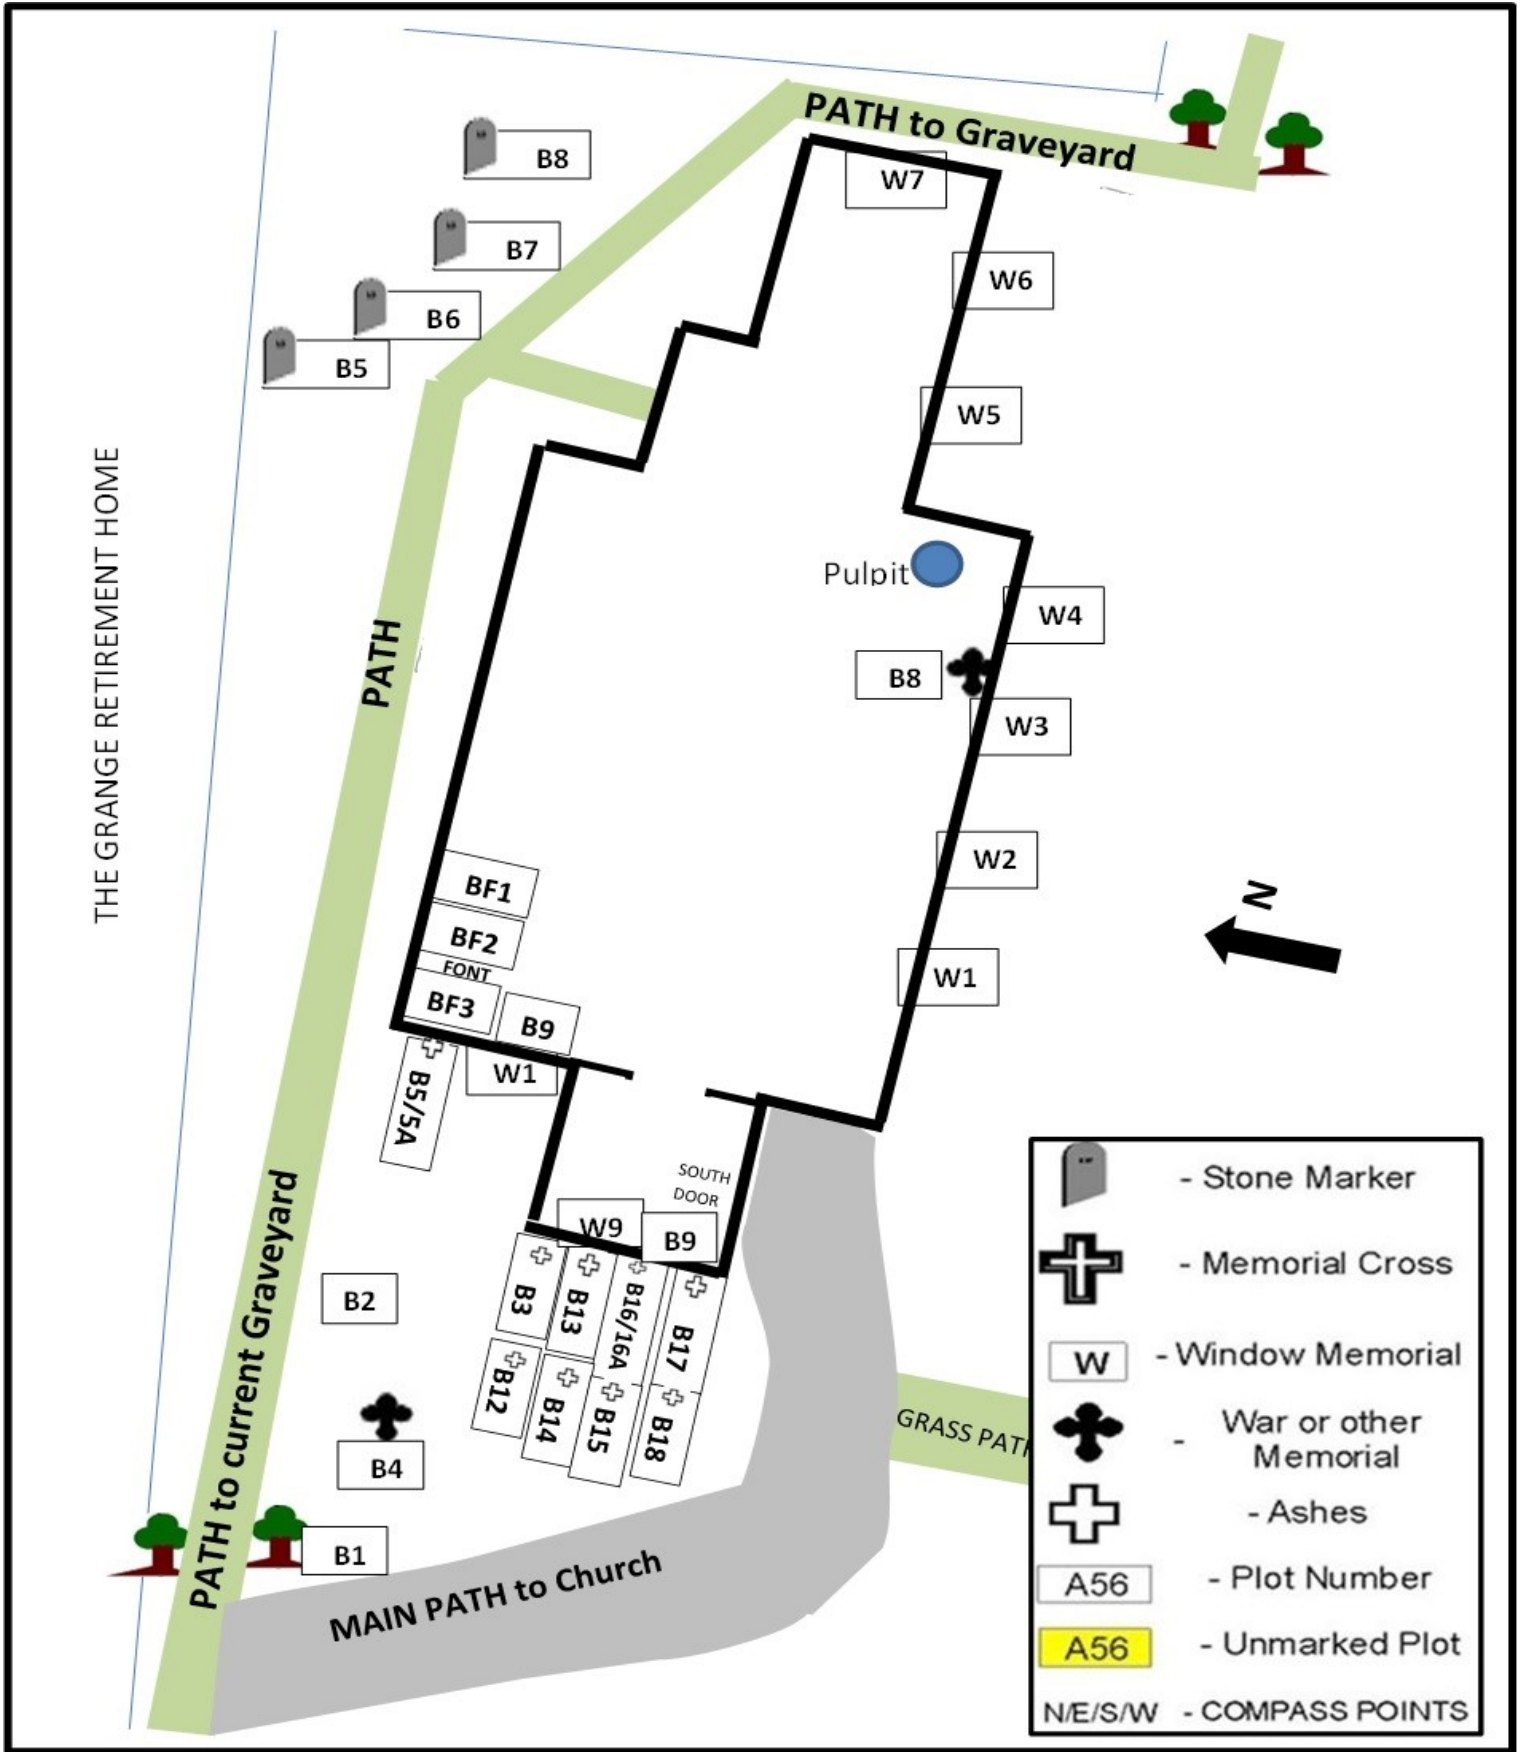 PATH to Graveyard
B8
W7
B7
W6
B6
B5
W5
THE GRANGE RETIREMENT HOME
Pulpit
W4
PATH
B8
W3
W2
BF1
N
BF2
FONT
W1
BF3
B9
W1
B5/5A
SOUTH
DOOR
W9
B9
B2
B3
B13
B16/16A
B17
B12
B14
B15
B18
PATH to current Graveyard
B4
GRASS PATH
B1
MAIN PATH to Church
- Stone Marker
- Memorial Cross
W - Window Memorial
- War or other
Memorial
- Ashes
A56 - Plot Number
A56 - Unmarked Plot
N/E/S/W - COMPASS POINTS